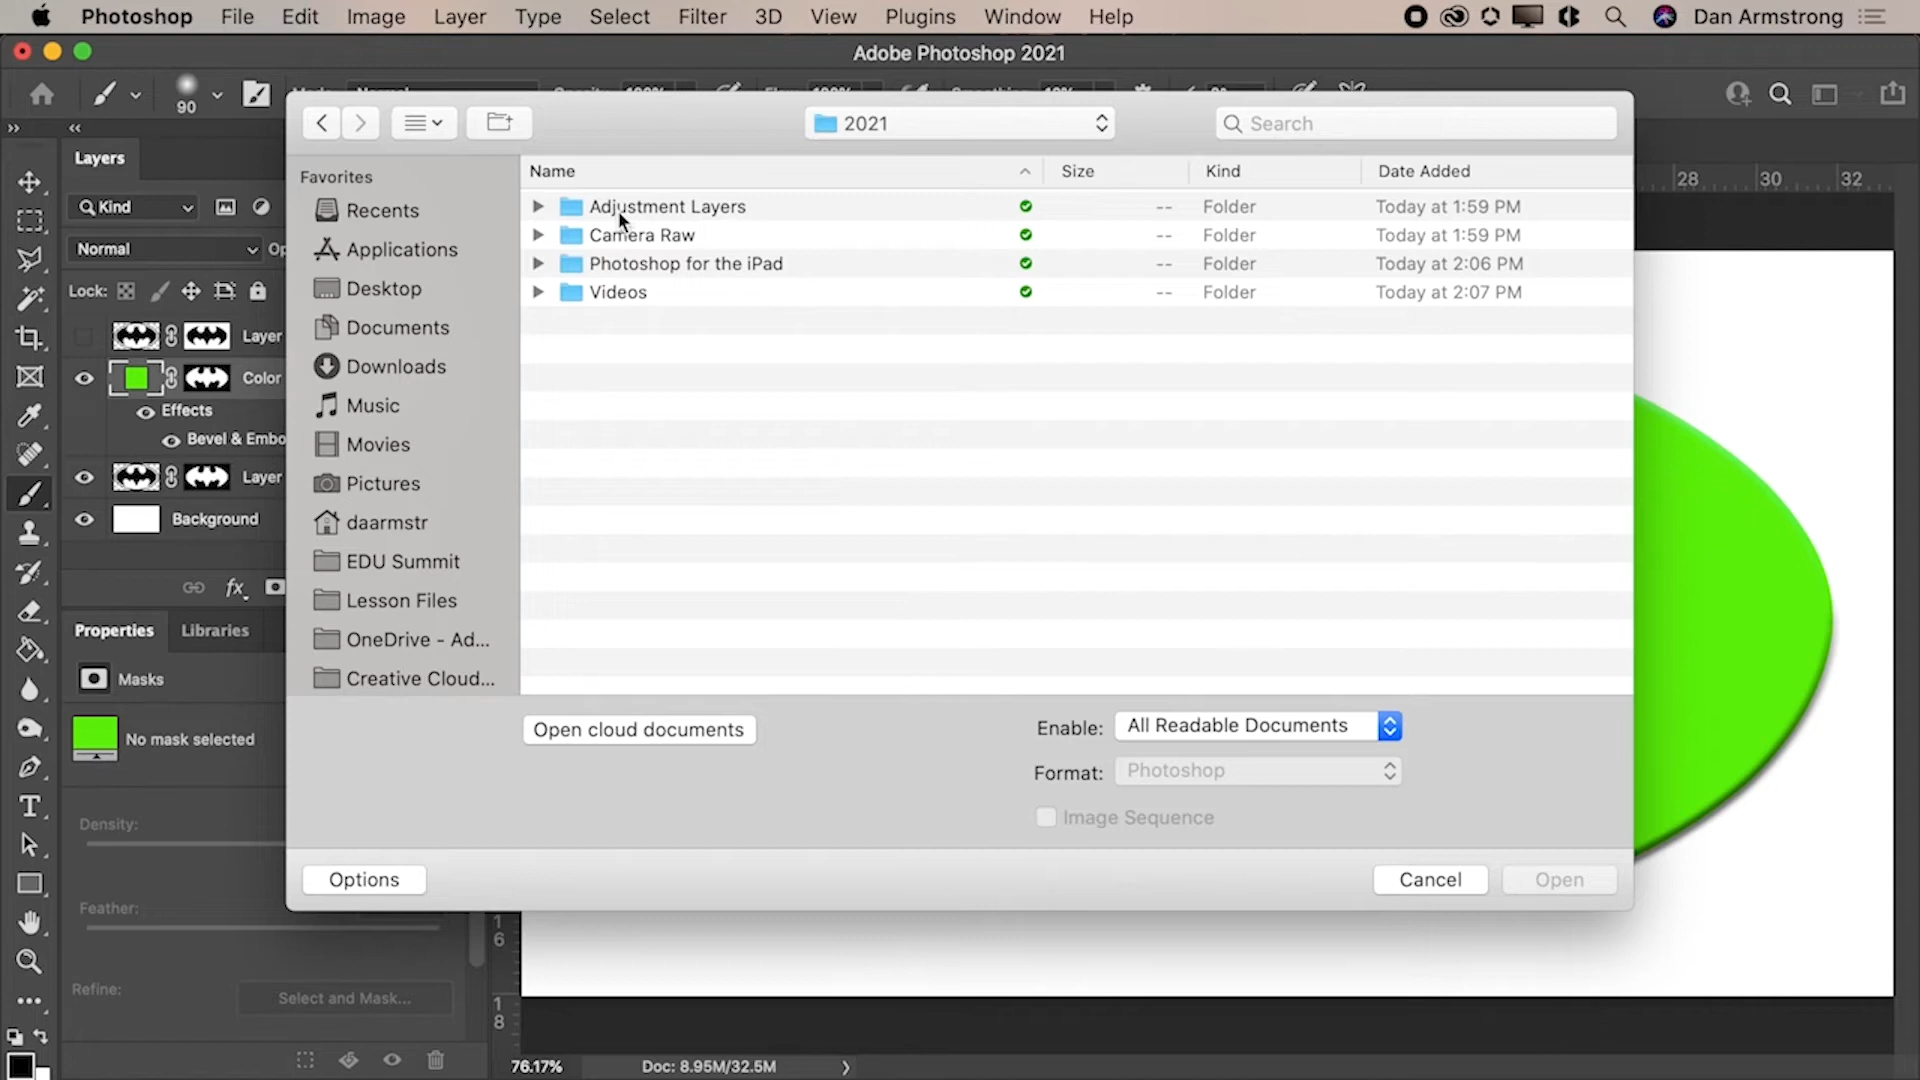 Photoshop File Edit Image Layer Type Select Filter 3D View Plugins Window Help Dan Armstrong
Adobe Photoshop 2021
90
2021
Search
Layers
Kind
Normal
Lock:
Layer
Color
Effects
Bevel & Embo
Layer
Background
fx
Properties Libraries
Masks
No mask selected
Density:
Feather:
Refine:
Select and Mask...
Favorites
Recents
Applications
Desktop
Documents
Downloads
Music
Movies
Pictures
daarmstr
EDU Summit
Lesson Files
OneDrive - Ad...
Creative Cloud...
Name Size Kind Date Added
Adjustment Layers -- Folder Today at 1:59 PM
Camera Raw -- Folder Today at 1:59 PM
Photoshop for the iPad -- Folder Today at 2:06 PM
Videos -- Folder Today at 2:07 PM
Open cloud documents
Enable: All Readable Documents
Format: Photoshop
Image Sequence
Options
Cancel Open
28 30 32
16
18
76.17% Doc: 8.95M/32.5M